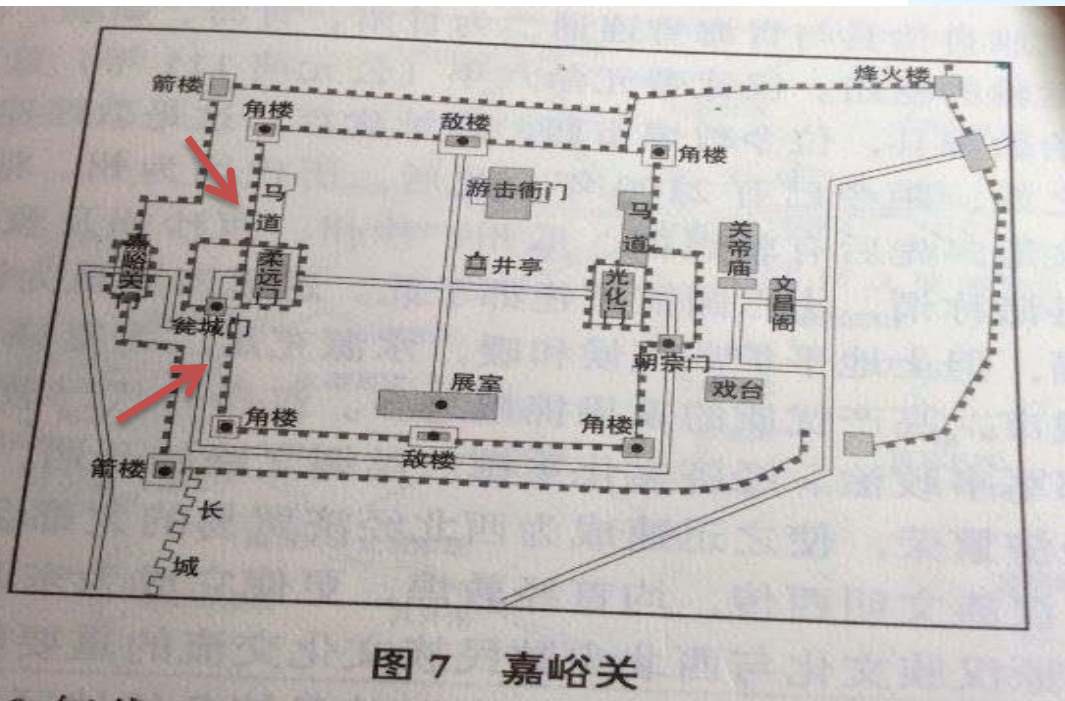 箭楼
烽火楼
角楼
敌楼
角楼
马道
游击衙门
马道
关帝庙
嘉峪关门
柔远门
井亭
光化门
文昌阁
瓮城门
朝宗门
展室
戏台
角楼
敌楼
角楼
箭楼
长城
图7 嘉峪关